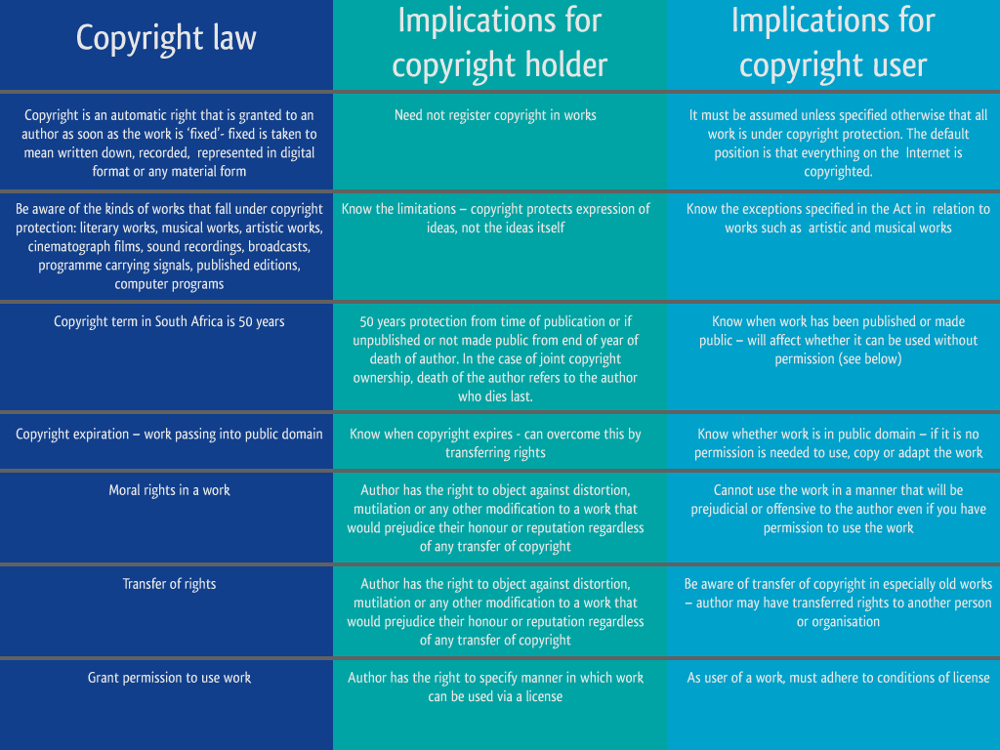 Copyright law
Implications for
copyright holder
Implications for
copyright user
Copyright is an automatic right that is granted to an
author as soon as the work is ‘fixed’- fixed is taken to
mean written down, recorded,  represented in digital
format or any material form
Need not register copyright in works
It must be assumed unless specified otherwise that all
work is under copyright protection. The default
position is that everything on the  Internet is
copyrighted.
Be aware of the kinds of works that fall under copyright
protection: literary works, musical works, artistic works,
cinematograph films, sound recordings, broadcasts,
programme carrying signals, published editions,
computer programs
Know the limitations – copyright protects expression of
ideas, not the ideas itself
Know the exceptions specified in the Act in  relation to
works such as  artistic and musical works
Copyright term in South Africa is 50 years
50 years protection from time of publication or if
unpublished or not made public from end of year of
death of author. In the case of joint copyright
ownership, death of the author refers to the author
who dies last.
Know when work has been published or made
public – will affect whether it can be used without
permission (see below)
Copyright expiration – work passing into public domain
Know when copyright expires - can overcome this by
transferring rights
Know whether work is in public domain – if it is no
permission is needed to use, copy or adapt the work
Moral rights in a work
Author has the right to object against distortion,
mutilation or any other modification to a work that
would prejudice their honour or reputation regardless
of any transfer of copyright
Cannot use the work in a manner that will be
prejudicial or offensive to the author even if you have
permission to use the work
Transfer of rights
Author has the right to object against distortion,
mutilation or any other modification to a work that
would prejudice their honour or reputation regardless
of any transfer of copyright
Be aware of transfer of copyright in especially old works
– author may have transferred rights to another person
or organisation
Grant permission to use work
Author has the right to specify manner in which work
can be used via a license
As user of a work, must adhere to conditions of license